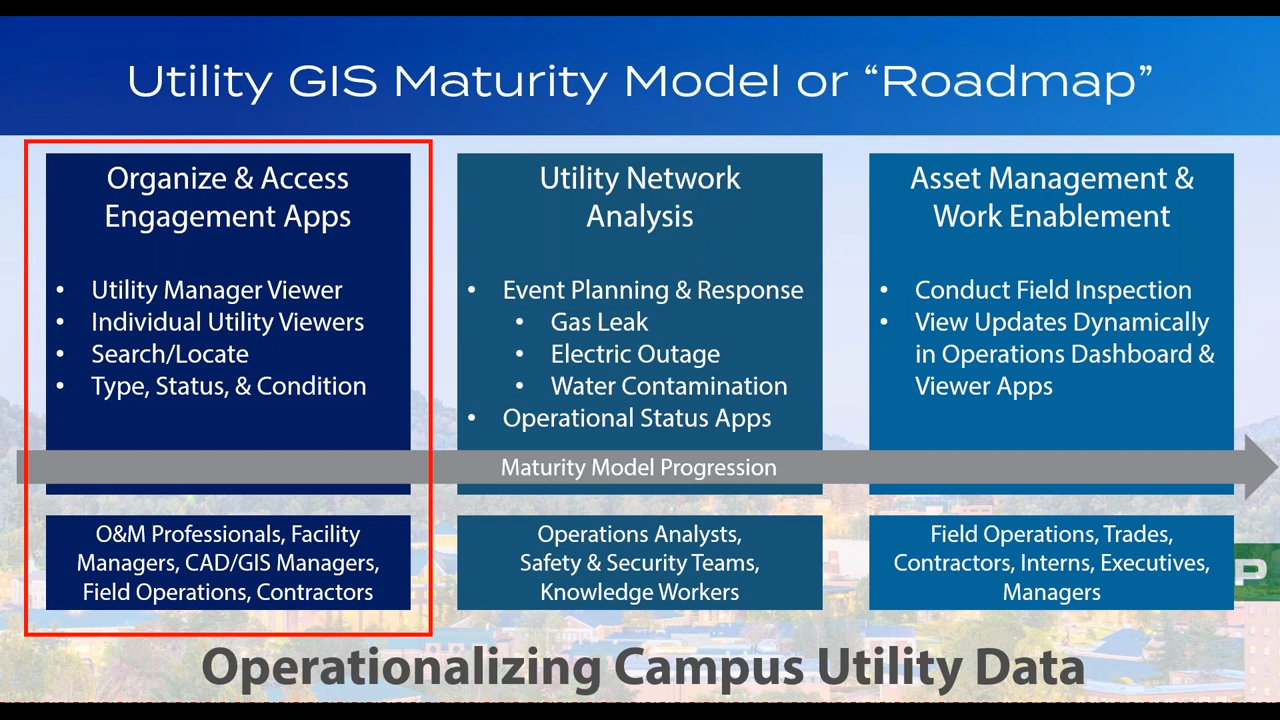 Utility GIS Maturity Model or “Roadmap”
Organize & Access
Engagement Apps
• Utility Manager Viewer
• Individual Utility Viewers
• Search/Locate
• Type, Status, & Condition
Utility Network
Analysis
• Event Planning & Response
• Gas Leak
• Electric Outage
• Water Contamination
• Operational Status Apps
Asset Management &
Work Enablement
• Conduct Field Inspection
• View Updates Dynamically
in Operations Dashboard &
Viewer Apps
Maturity Model Progression
O&M Professionals, Facility
Managers, CAD/GIS Managers,
Field Operations, Contractors
Operations Analysts,
Safety & Security Teams,
Knowledge Workers
Field Operations, Trades,
Contractors, Interns, Executives,
Managers
P
Operationalizing Campus Utility Data